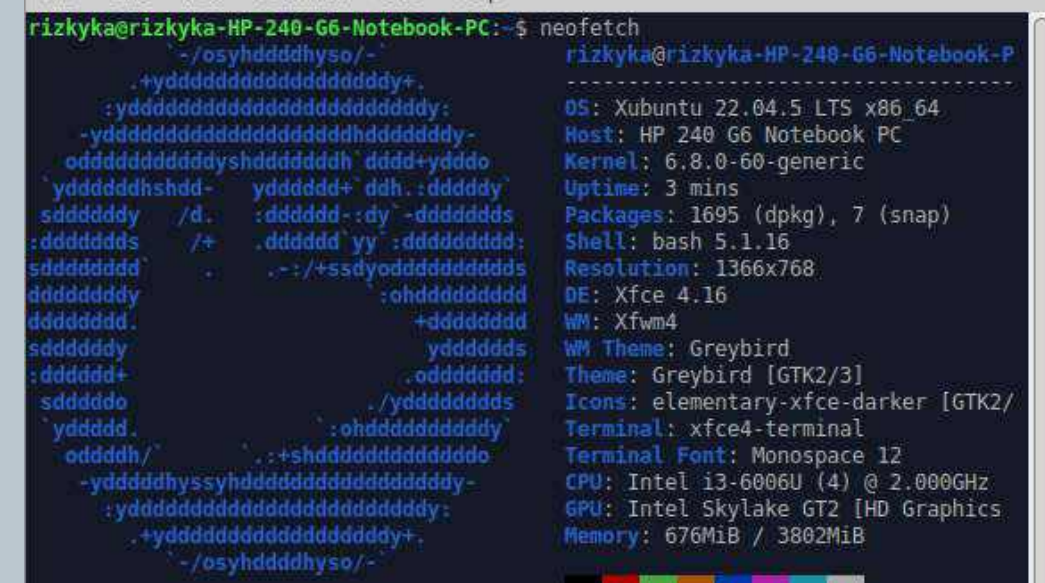 rizkyka@rizkyka-HP-240-G6-Notebook-PC:~$ neofetch
rizkyka@rizkyka-HP-240-G6-Notebook-P
------------------------------------
OS: Xubuntu 22.04.5 LTS x86_64
Host: HP 240 G6 Notebook PC
Kernel: 6.8.0-60-generic
Uptime: 3 mins
Packages: 1695 (dpkg), 7 (snap)
Shell: bash 5.1.16
Resolution: 1366x768
DE: Xfce 4.16
WM: Xfwm4
WM Theme: Greybird
Theme: Greybird [GTK2/3]
Icons: elementary-xfce-darker [GTK2/
Terminal: xfce4-terminal
Terminal Font: Monospace 12
CPU: Intel i3-6006U (4) @ 2.000GHz
GPU: Intel Skylake GT2 [HD Graphics
Memory: 676MiB / 3802MiB